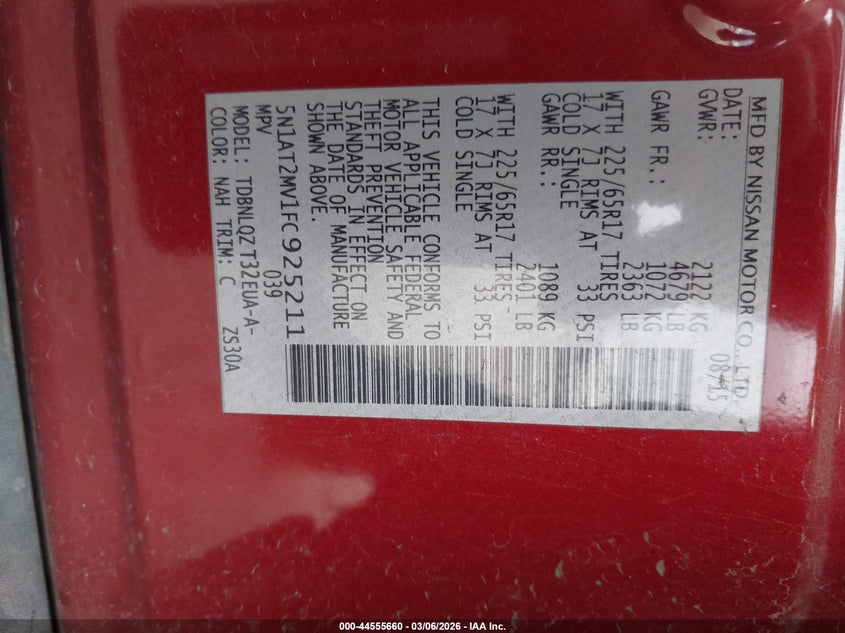 MFD BY NISSAN MOTOR CO., LTD.
DATE: 08-15
GVWR: 2122 KG
4679 LB
GAWR FR.: 1072 KG
2363 LB
WITH 225/65R17 TIRES
17 X 7J RIMS AT 33 PSI
COLD SINGLE
GAWR RR.: 1089 KG
2401 LB
WITH 225/65R17 TIRES
17 X 7J RIMS AT 33 PSI
COLD SINGLE
THIS VEHICLE CONFORMS TO
ALL APPLICABLE FEDERAL
MOTOR VEHICLE SAFETY AND
THEFT PREVENTION
STANDARDS IN EFFECT ON
THE DATE OF MANUFACTURE
SHOWN ABOVE.
5N1AT2MV1FC925211
MPV 039
MODEL: TDBNLQZ T32EUA-A-
COLOR: NAH TRIM: C ZS30A
000-44555660 - 03/06/2026 - IAA Inc.